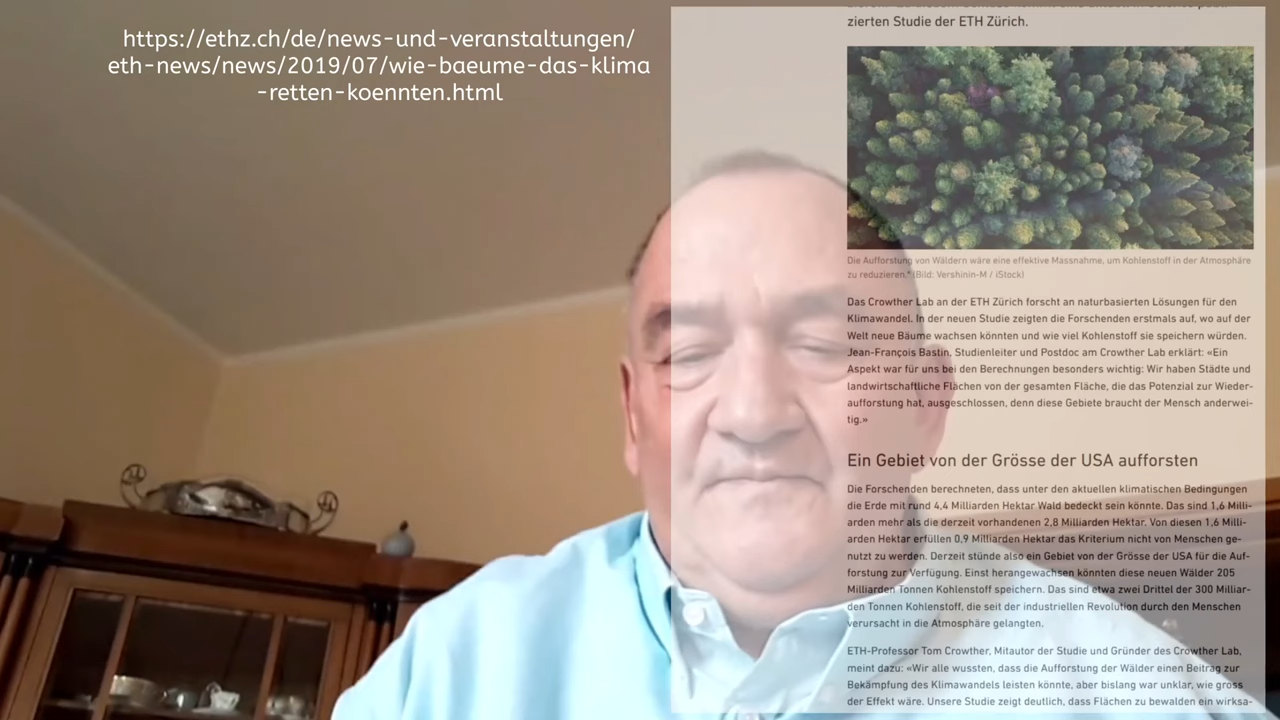 https://ethz.ch/de/news-und-veranstaltungen/
eth-news/news/2019/07/wie-baeume-das-klima
-retten-koennten.html
zierten Studie der ETH Zürich.
Die Aufforstung von Wäldern wäre eine effektive Massnahme, um Kohlenstoff in der Atmosphäre
zu reduzieren." (Bild: Vershinin-M / iStock)
Das Crowther Lab an der ETH Zürich forscht an naturbasierten Lösungen für den
Klimawandel. In der neuen Studie zeigten die Forschenden erstmals auf, wo auf der
Welt neue Bäume wachsen könnten und wie viel Kohlenstoff sie speichern würden.
Jean-François Bastin, Studienleiter und Postdoc am Crowther Lab erklärt: «Ein
Aspekt war für uns bei den Berechnungen besonders wichtig: Wir haben Städte und
landwirtschaftliche Flächen von der gesamten Fläche, die das Potenzial zur Wieder-
aufforstung hat, ausgeschlossen, denn diese Gebiete braucht der Mensch anderwei-
tig.»
Ein Gebiet von der Grösse der USA aufforsten
Die Forschenden berechneten, dass unter den aktuellen klimatischen Bedingungen
die Erde mit rund 4,4 Milliarden Hektar Wald bedeckt sein könnte. Das sind 1,6 Milli-
arden mehr als die derzeit vorhandenen 2,8 Milliarden Hektar. Von diesen 1,6 Milli-
arden Hektar erfüllen 0,9 Milliarden Hektar das Kriterium nicht von Menschen ge-
nutzt zu werden. Derzeit stünde also ein Gebiet von der Grösse der USA für die Auf-
forstung zur Verfügung. Einst herangewachsen könnten diese neuen Wälder 205
Milliarden Tonnen Kohlenstoff speichern. Das sind etwa zwei Drittel der 300 Milliar-
den Tonnen Kohlenstoff, die seit der industriellen Revolution durch den Menschen
verursacht in die Atmosphäre gelangten.
ETH-Professor Tom Crowther, Mitautor der Studie und Gründer des Crowther Lab,
meint dazu: «Wir alle wussten, dass die Aufforstung der Wälder einen Beitrag zur
Bekämpfung des Klimawandels leisten könnte, aber bislang war unklar, wie gross
der Effekt wäre. Unsere Studie zeigt deutlich, dass Flächen zu bewalden ein wirksa-